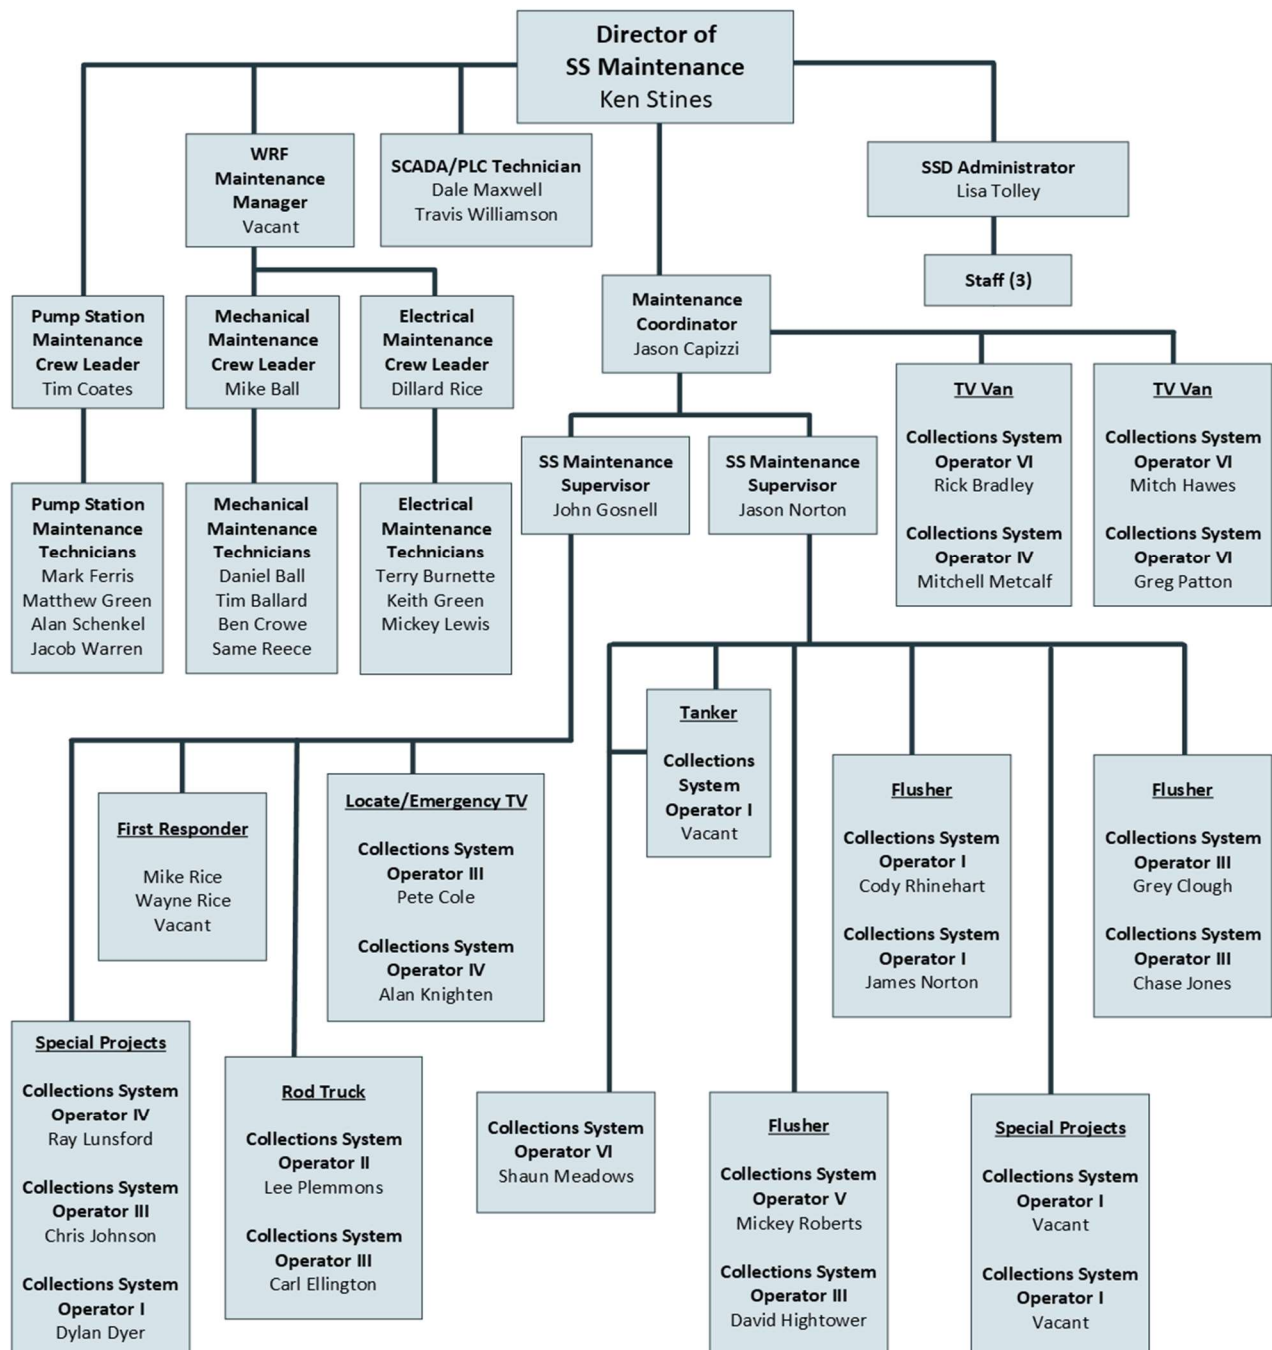 Director of
SS Maintenance
Ken Stines
WRF
Maintenance
Manager
Vacant
SCADA/PLC Technician
Dale Maxwell
Travis Williamson
SSD Administrator
Lisa Tolley
Staff (3)
Pump Station
Maintenance
Crew Leader
Tim Coates
Mechanical
Maintenance
Crew Leader
Mike Ball
Electrical
Maintenance
Crew Leader
Dillard Rice
Maintenance
Coordinator
Jason Capizzi
TV Van
Collections System
Operator VI
Rick Bradley
Collections System
Operator IV
Mitchell Metcalf
TV Van
Collections System
Operator VI
Mitch Hawes
Collections System
Operator VI
Greg Patton
SS Maintenance
Supervisor
John Gosnell
SS Maintenance
Supervisor
Jason Norton
Pump Station
Maintenance
Technicians
Mark Ferris
Matthew Green
Alan Schenkel
Jacob Warren
Mechanical
Maintenance
Technicians
Daniel Ball
Tim Ballard
Ben Crowe
Same Reece
Electrical
Maintenance
Technicians
Terry Burnette
Keith Green
Mickey Lewis
Tanker
Collections
System
Operator I
Vacant
First Responder
Mike Rice
Wayne Rice
Vacant
Locate/Emergency TV
Collections System
Operator III
Pete Cole
Collections System
Operator IV
Alan Knighten
Flusher
Collections System
Operator I
Cody Rhinehart
Collections System
Operator I
James Norton
Flusher
Collections System
Operator III
Grey Clough
Collections System
Operator III
Chase Jones
Special Projects
Collections System
Operator IV
Ray Lunsford
Collections System
Operator III
Chris Johnson
Collections System
Operator I
Dylan Dyer
Rod Truck
Collections System
Operator II
Lee Plemmons
Collections System
Operator III
Carl Ellington
Collections System
Operator VI
Shaun Meadows
Flusher
Collections System
Operator V
Mickey Roberts
Collections System
Operator III
David Hightower
Special Projects
Collections System
Operator I
Vacant
Collections System
Operator I
Vacant